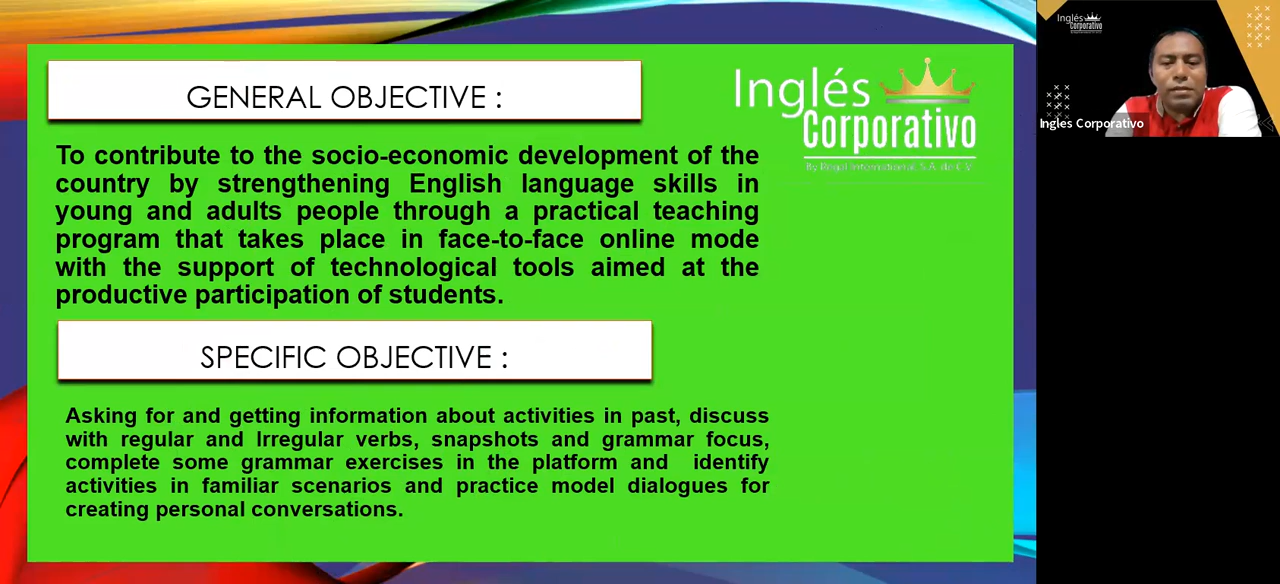 GENERAL OBJECTIVE :
Inglés
Corporativo
By Regal International S.A. de C.V.
To contribute to the socio-economic development of the
country by strengthening English language skills in
young and adults people through a practical teaching
program that takes place in face-to-face online mode
with the support of technological tools aimed at the
productive participation of students.
SPECIFIC OBJECTIVE :
Asking for and getting information about activities in past, discuss
with regular and Irregular verbs, snapshots and grammar focus,
complete some grammar exercises in the platform and identify
activities in familiar scenarios and practice model dialogues for
creating personal conversations.
Inglés
Corporativo
Ingles Corporativo